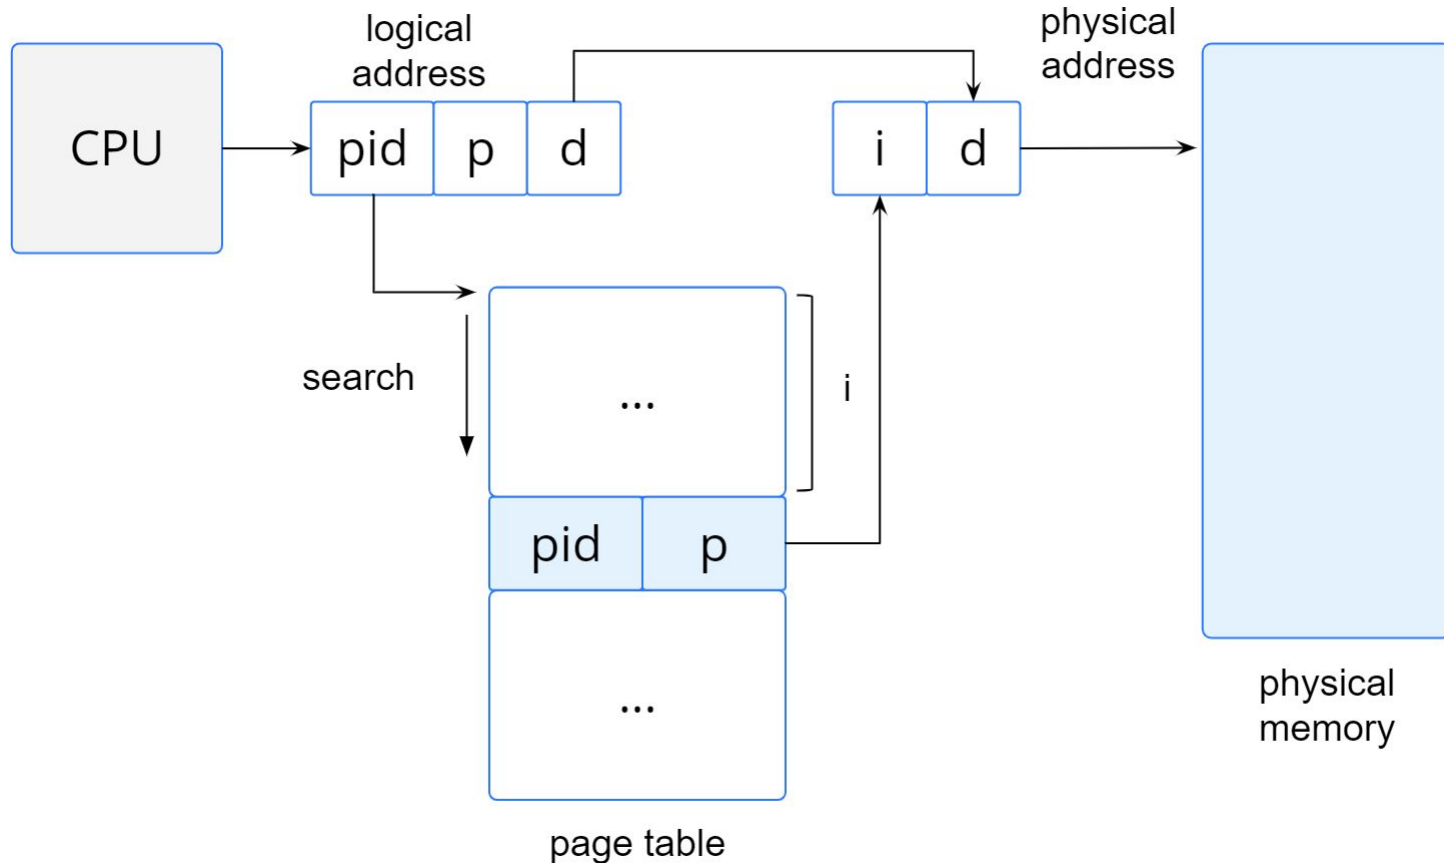 logical
address
physical
address
CPU
pid
p
d
i
d
search
...
i
pid
p
...
physical
memory
page table